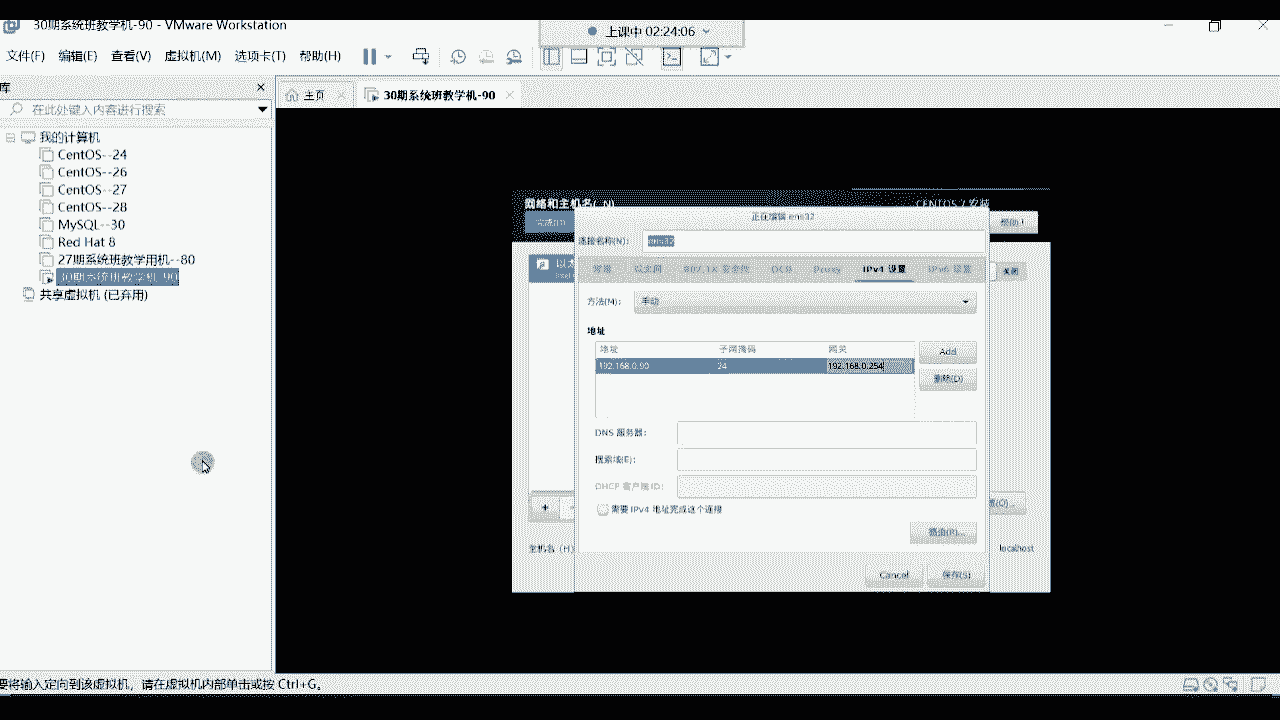 30期系统班教学机-90 - VMware Workstation
上课中 02:24:06
文件(F) 编辑(E) 查看(V) 虚拟机(M) 选项卡(T) 帮助(H)
库
在此处键入内容进行搜索
主页
30期系统班教学机-90
我的计算机
CentOS--24
CentOS--26
CentOS--27
CentOS--28
MySQL--30
Red Hat 8
27期系统班教学用机--80
30期系统班教学机-90
共享虚拟机 (已弃用)
网络和主机名( N)
CENTOS 7 安装
完成(D)
帮助!
正在编辑 ens32
连接名称(N):
ens32
以太
常规
以太网
802.1X 安全性
DCB
Proxy
IPv4 设置
IPv6 设置
关闭
方法(M):
手动
地址
地址 子网掩码 网关
Add
192.168.0.90 24 192.168.0.254
删除(D)
DNS 服务器:
搜索域(E):
DHCP 客户端 ID:
需要 IPv4 地址完成这个连接
路由(R)...
主机名 (H)
localhost
Cancel
保存(S)
要将输入定向到该虚拟机，请在虚拟机内部单击或按 Ctrl+G。